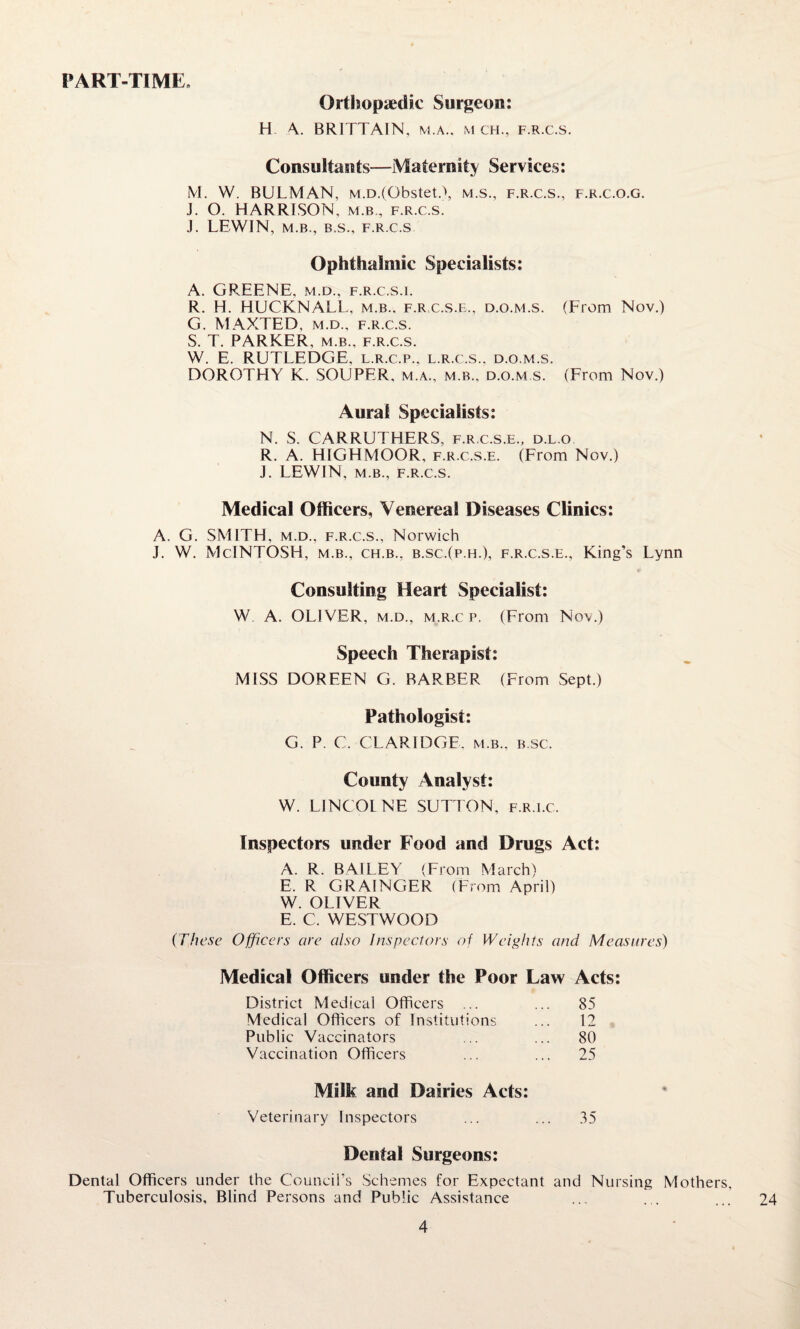 PART-TIME.
Orthopædic Surgeon:
H. A. BRITTAIN, M.A., M CH., F.R.C.S.
Consultants—Maternity Services:
M. W. BULMAN, M.D.(Obstet.), M.S., F.R.C.S., F.R.C.O.G.
J. O. HARRISON, M.B., F.R.C.S.
J. LEWIN, M.B., B.S., F.R.C.S
Ophthalmic Specialists:
A. GREENE, M.D., F.R.C.S.I.
R. H. HUCKNALL, M.B., F.R.C.S.E., D.O.M.S. (From Nov.)
G. MAXTED, M.D., F.R.C.S.
S. T. PARKER, M.B., F.R.C.S.
W. E. RUTLEDGE, L.R.C.P., L.R.C.S., D.O.M.S.
DOROTHY K. SOUPER, M.A., M.B., D.O.M.S. (From Nov.)
Aural Specialists:
N. S. CARRUTHERS, F.R.C.S.E., D.L.O
R. A. HIGHMOOR, F.R.C.S.E. (From Nov.)
J. LEWIN, M.B., F.R.C.S.
Medical Officers, Venereal Diseases Clinics:
A. G. SMITH, M.D., F.R.C.S., Norwich
J. W. McINTOSH, M.B., CH.B., B.SC.(P.H.), F.R.C.S.E., King's Lynn
Consulting Heart Specialist:
W. A. OLIVER, M.D., M.R.C P. (From Nov.)
Speech Therapist:
MISS DOREEN G. BARBER (From Sept.)
Pathologist:
G. P. C. CLARIDGE, M.B., B.SC.
County Analyst:
W. LINCOLNE SUTTON, F.R.I.C.
Inspectors under Food and Drugs Act:
A. R. BAILEY (From March)
E. R GRAINGER (From April)
W. OLIVER
E. C. WESTWOOD
(These Officers are also Inspectors of Weights and Measures)
Medical Officers under the Poor Law Acts:
District Medical Officers ... ... 85
Medical Officers of Institutions ... 12
Public Vaccinators ... ... 80
Vaccination Officers ... ... 25
Milk and Dairies Acts:
Veterinary Inspectors ... ... 35
Dental Surgeons:
Dental Officers under the Council's Schemes for Expectant and Nursing Mothers,
Tuberculosis, Blind Persons and Public Assistance ... ... ... 24
4